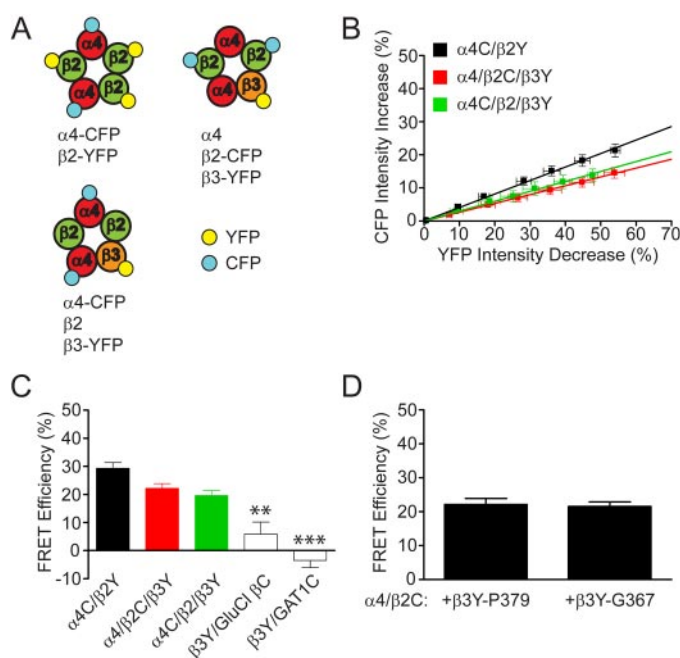 A
α4
β2
β2
α4
β2
α4-CFP
β2-YFP
α4
β2
β2
α4
β3
α4
β2-CFP
β3-YFP
α4
β2
β2
α4
β3
α4-CFP
β2
β3-YFP
YFP
CFP
B
α4C/β2Y
α4/β2C/β3Y
α4C/β2/β3Y
CFP Intensity Increase (%)
50
40
30
20
10
0
0 10 20 30 40 50 60 70
YFP Intensity Decrease (%)
C
FRET Efficiency (%)
50
40
30
20
10
0
-10
**
***
α4C/β2Y
α4/β2C/β3Y
α4C/β2/β3Y
β3Y/GluCl βC
β3Y/GAT1C
D
FRET Efficiency (%)
50
40
30
20
10
0
α4/β2C: +β3Y-P379 +β3Y-G367